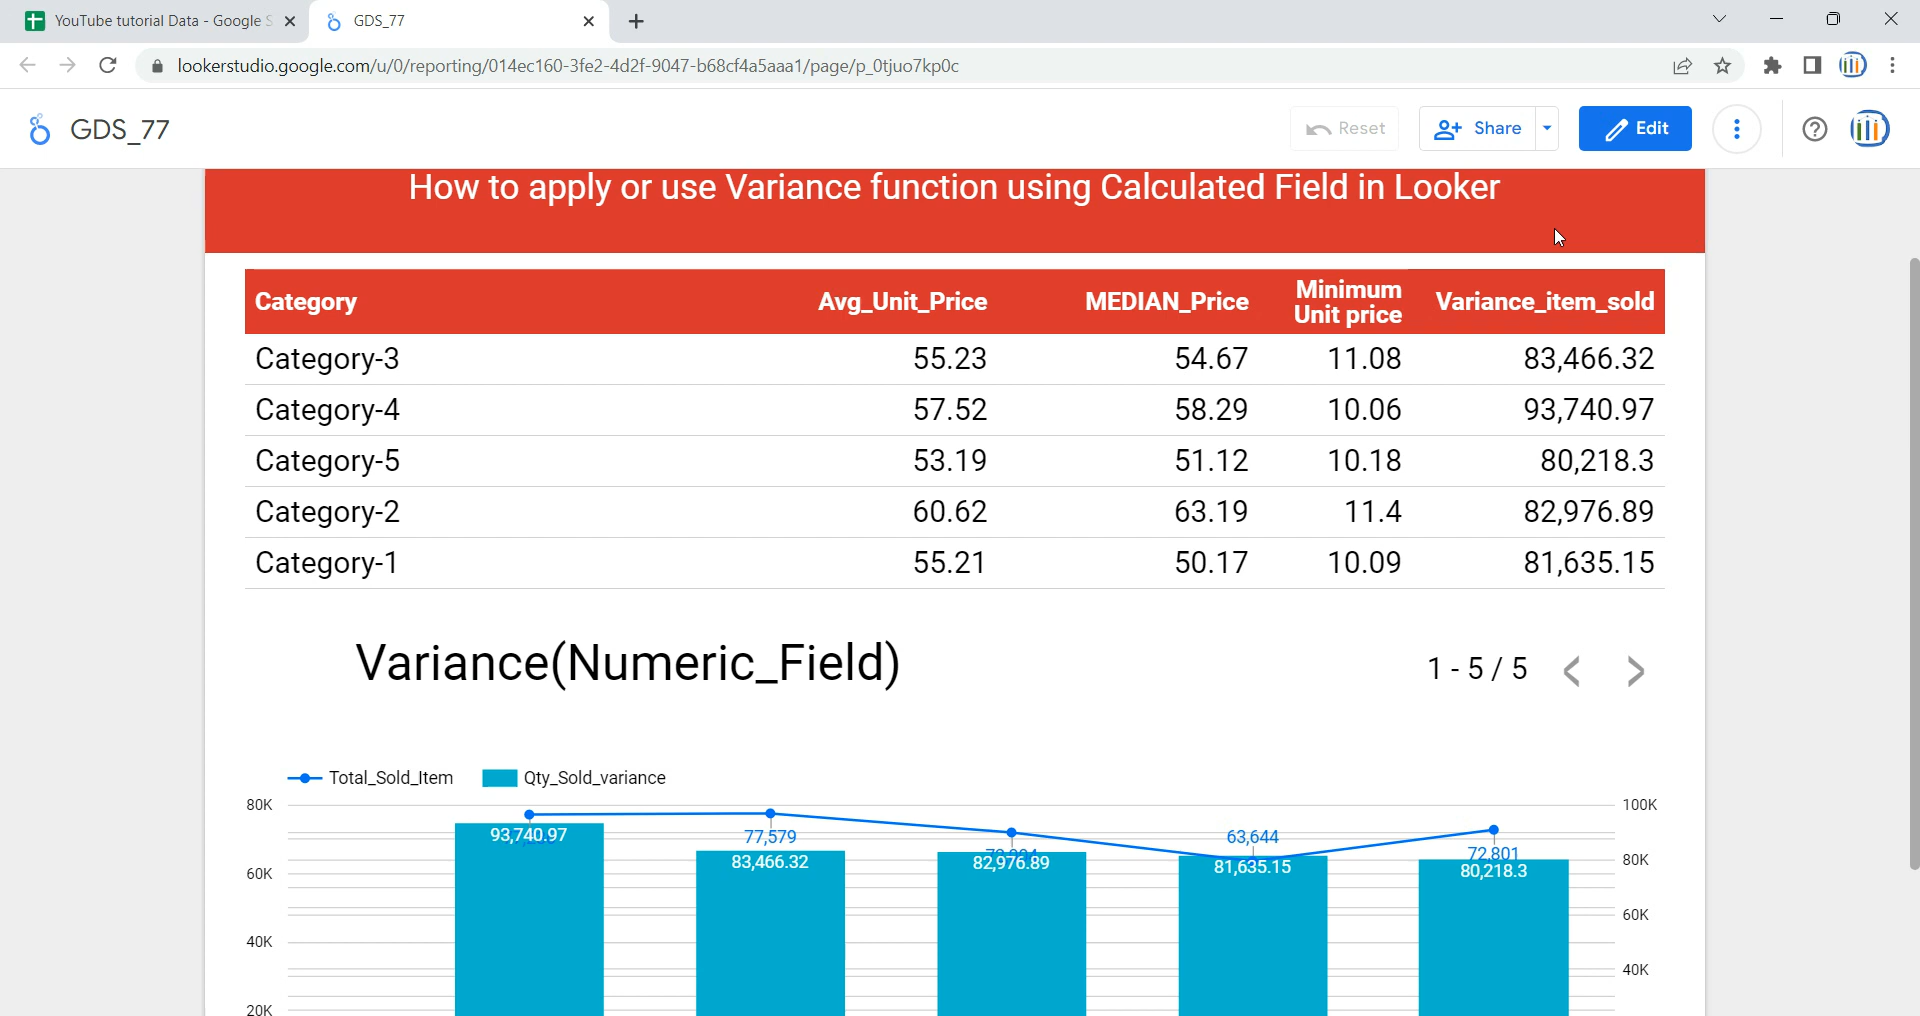 YouTube tutorial Data - Google S
GDS_77
lookerstudio.google.com/u/0/reporting/014ec160-3fe2-4d2f-9047-b68cf4a5aaa1/page/p_0tjuo7kp0c
GDS_77
Reset
Share
Edit
How to apply or use Variance function using Calculated Field in Looker
Category Avg_Unit_Price MEDIAN_Price Minimum Unit price Variance_item_sold
Category-3 55.23 54.67 11.08 83,466.32
Category-4 57.52 58.29 10.06 93,740.97
Category-5 53.19 51.12 10.18 80,218.3
Category-2 60.62 63.19 11.4 82,976.89
Category-1 55.21 50.17 10.09 81,635.15
Variance(Numeric_Field)
1 - 5 / 5
Total_Sold_Item Qty_Sold_variance
80K 100K
93,740.97 77,579 63,644
83,466.32 82,976.89 81,635.15 72,801
80,218.3
80K
60K
60K
40K
40K
20K